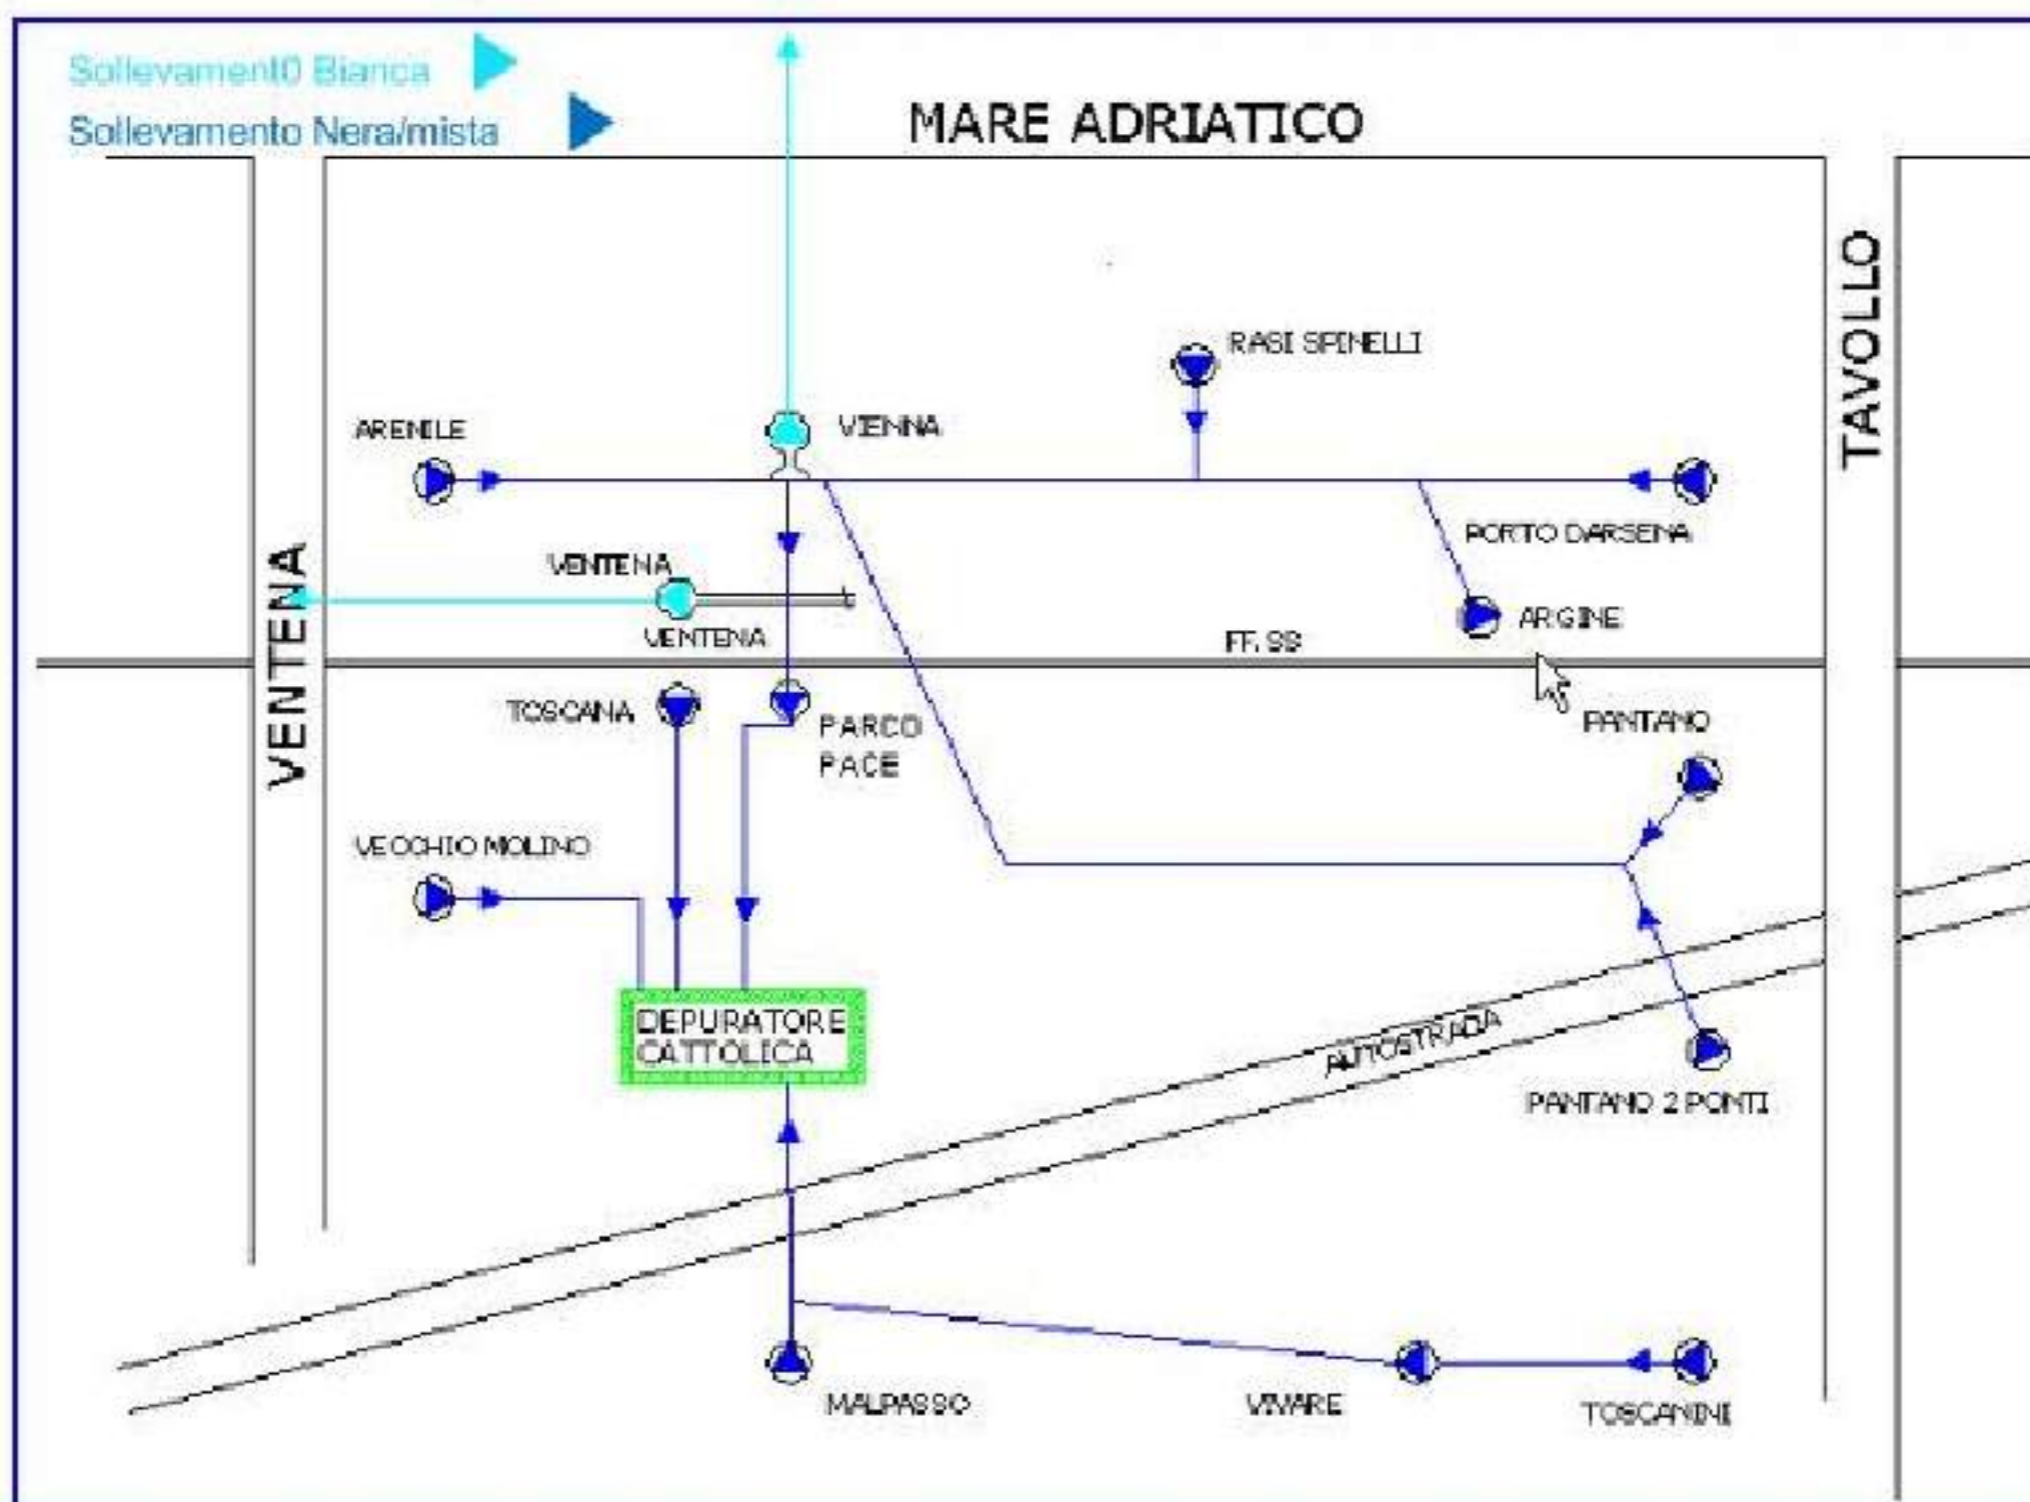 Sollevament0 Bianca
Sollevamento Nera/mista
MARE ADRIATICO
TAVOLLO
RASI SPINELLI
ARENILE
VIENNA
PORTO DARSENA
VENTENA
VENTENA
VENTENA
ARGINE
FF.SS
TOSCANA
PARCO
PACE
PANTANO
VECCHIO MOLINO
DEPURATORE
CATTOLICA
AUTOSTRADA
PANTANO 2 PONTI
MALPASSO
VIVARE
TOSCANINI